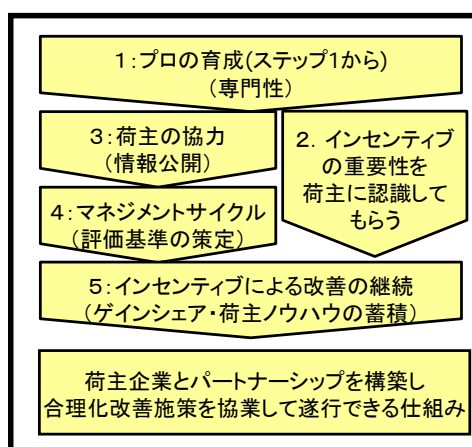 1:プロの育成(ステップ1から)
(専門性)
3:荷主の協力
(情報公開)
2．インセンティブ
の重要性を
荷主に認識して
もらう
4:マネジメントサイクル
(評価基準の策定)
5:インセンティブによる改善の継続
(ゲインシェア・荷主ノウハウの蓄積)
荷主企業とパートナーシップを構築し
合理化改善施策を協業して遂行できる仕組み